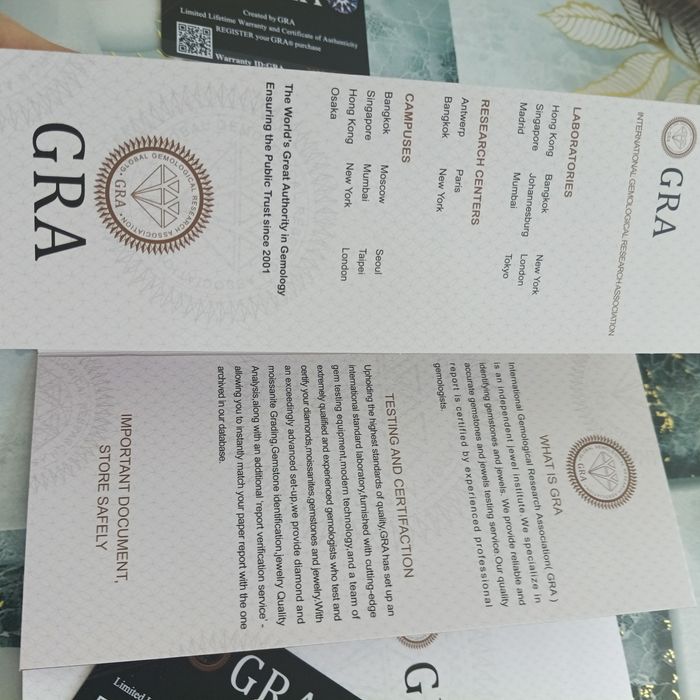 Created by GRA
Limited Lifetime Warranty and Certificate of Authenticity
REGISTER your GRA® purchase
Warranty ID:GRA
GRA
INTERNATIONAL GEMOLOGICAL RESEARCH ASSOCIATION
LABORATORIES
Hong Kong Bangkok New York
Singapore Johannesburg London
Madrid Mumbai Tokyo
RESEARCH CENTERS
Antwerp Paris
Bangkok New York
CAMPUSES
Bangkok Moscow Seoul
Singapore Mumbai Taipei
Hong Kong New York London
Osaka
The World's Great Authority in Gemology
Ensuring the Public Trust since 2001
GLOBAL GEMOLOGICAL RESEARCH ASSOCIATION
GRA
GRA
GRA
WHAT IS GRA
International Gemological Research Association( GRA )
is an independent jewel institute.We specialize in
identifying gemstones and jewels. We provide reliable and
accurate gemstones and jewels testing service.Our quality
report is certified by experienced professional
gemologists.
TESTING AND CERTIFACTION
Upholding the highest standards of quality,GRA has set up an
international standard laboratory,furnished with cutting-edge
gem testing equipment,modern technology,and a team of
extremely qualified and experienced gemologists who test and
certify your diamonds,moissanites,gemstones and jewelry.With
an exceedingly advanced set-up,we provide diamond and
moissanite Grading,Gemstone identification,jewelry Quality
Analysis,along with an additional 'report verification service' -
allowing you to instantly match your paper report with the one
archived in our database.
IMPORTANT DOCUMENT,
STORE SAFELY
GRA
Limited